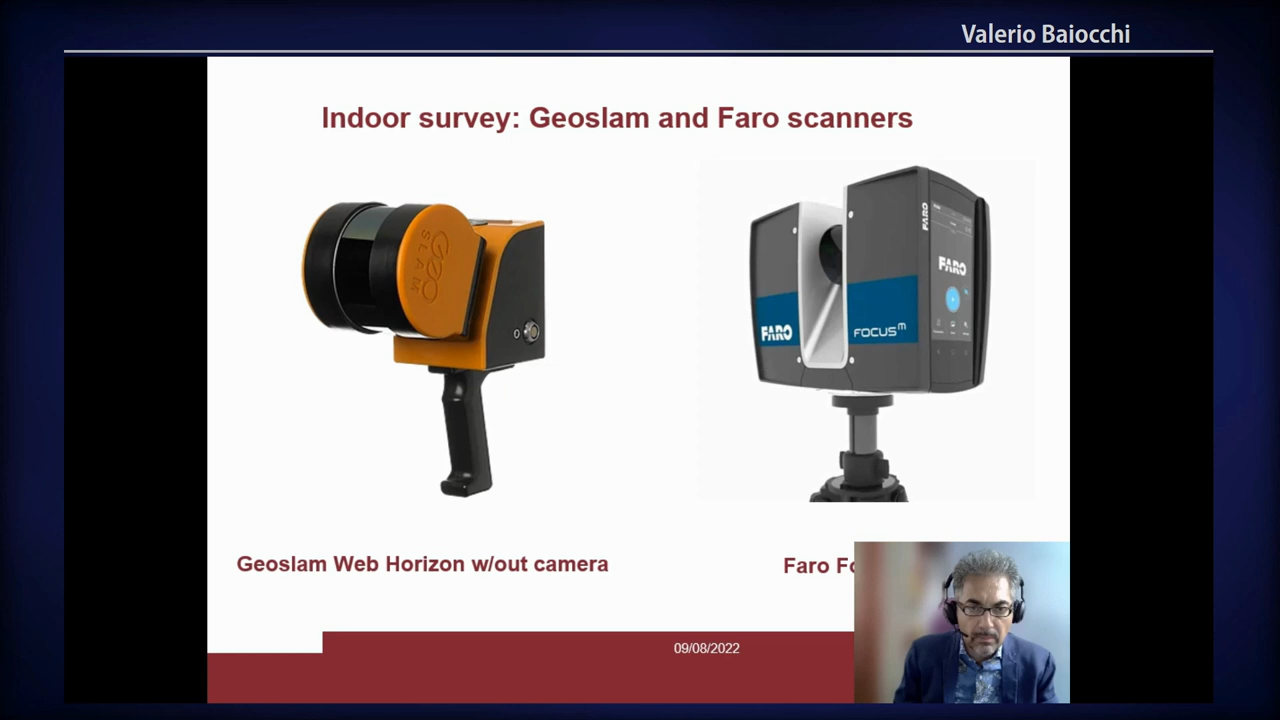 Valerio Baiocchi
Indoor survey: Geoslam and Faro scanners
GEO
SLAM
FARO
FARO
FARO
FOCUS M
Geoslam Web Horizon w/out camera
Faro
09/08/2022